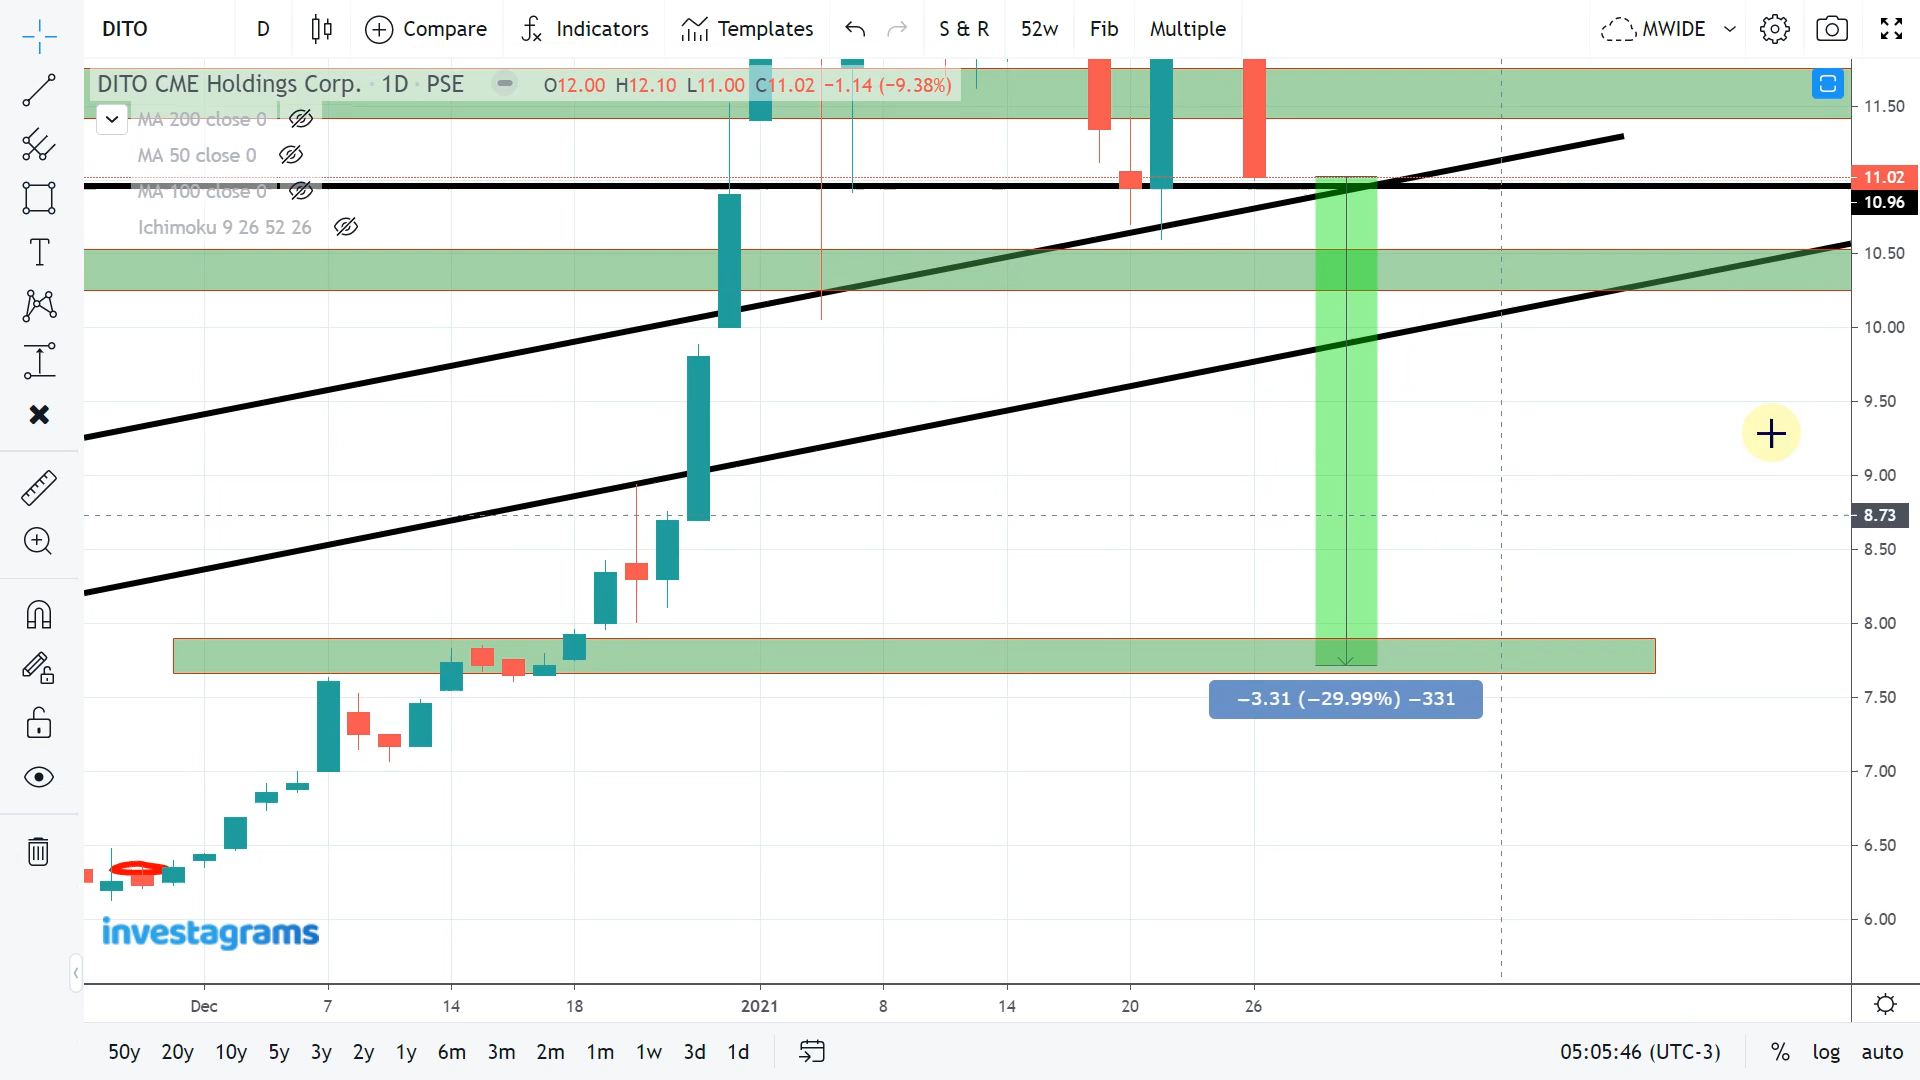 DITO D Compare Indicators Templates S & R 52w Fib Multiple MWIDE
DITO CME Holdings Corp. · 1D · PSE O12.00 H12.10 L11.00 C11.02 −1.14 (−9.38%)
MA 200 close 0
MA 50 close 0
MA 100 close 0
Ichimoku 9 26 52 26
11.50
11.02
10.96
10.50
10.00
9.50
9.00
8.73
8.50
8.00
7.50
7.00
6.50
6.00
−3.31 (−29.99%) −331
investagrams
Dec 7 14 18 2021 8 14 20 26
50y 20y 10y 5y 3y 2y 1y 6m 3m 2m 1m 1w 3d 1d 05:05:46 (UTC-3) % log auto